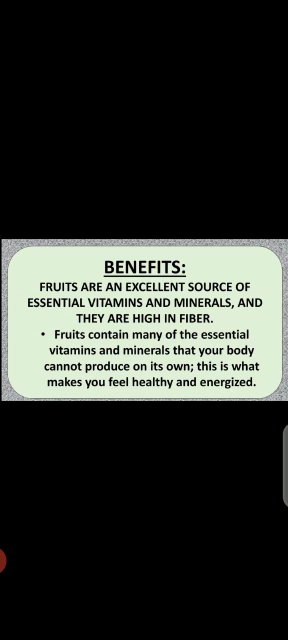 BENEFITS:
FRUITS ARE AN EXCELLENT SOURCE OF
ESSENTIAL VITAMINS AND MINERALS, AND
THEY ARE HIGH IN FIBER.
• Fruits contain many of the essential
vitamins and minerals that your body
cannot produce on its own; this is what
makes you feel healthy and energized.